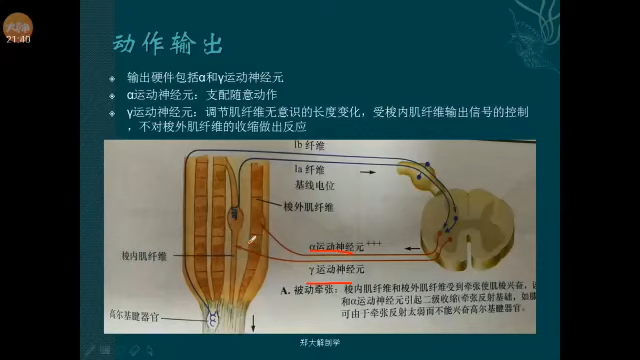 21:40
动作输出
输出硬件包括α和γ运动神经元
α运动神经元：支配随意动作
γ运动神经元：调节肌纤维无意识的长度变化，受梭内肌纤维输出信号的控制
，不对梭外肌纤维的收缩做出反应
Ib 纤维
Ia 纤维
基线电位
梭外肌纤维
α运动神经元+++
梭内肌纤维
γ运动神经元
A. 被动牵张：梭内肌纤维和梭外肌纤维受到牵张使肌梭兴奋，
和α运动神经元引起二级收缩(牵张反射基础，如
可由于牵张反射太弱而不能兴奋高尔基腱器官。
高尔基腱器官
郑大解剖学